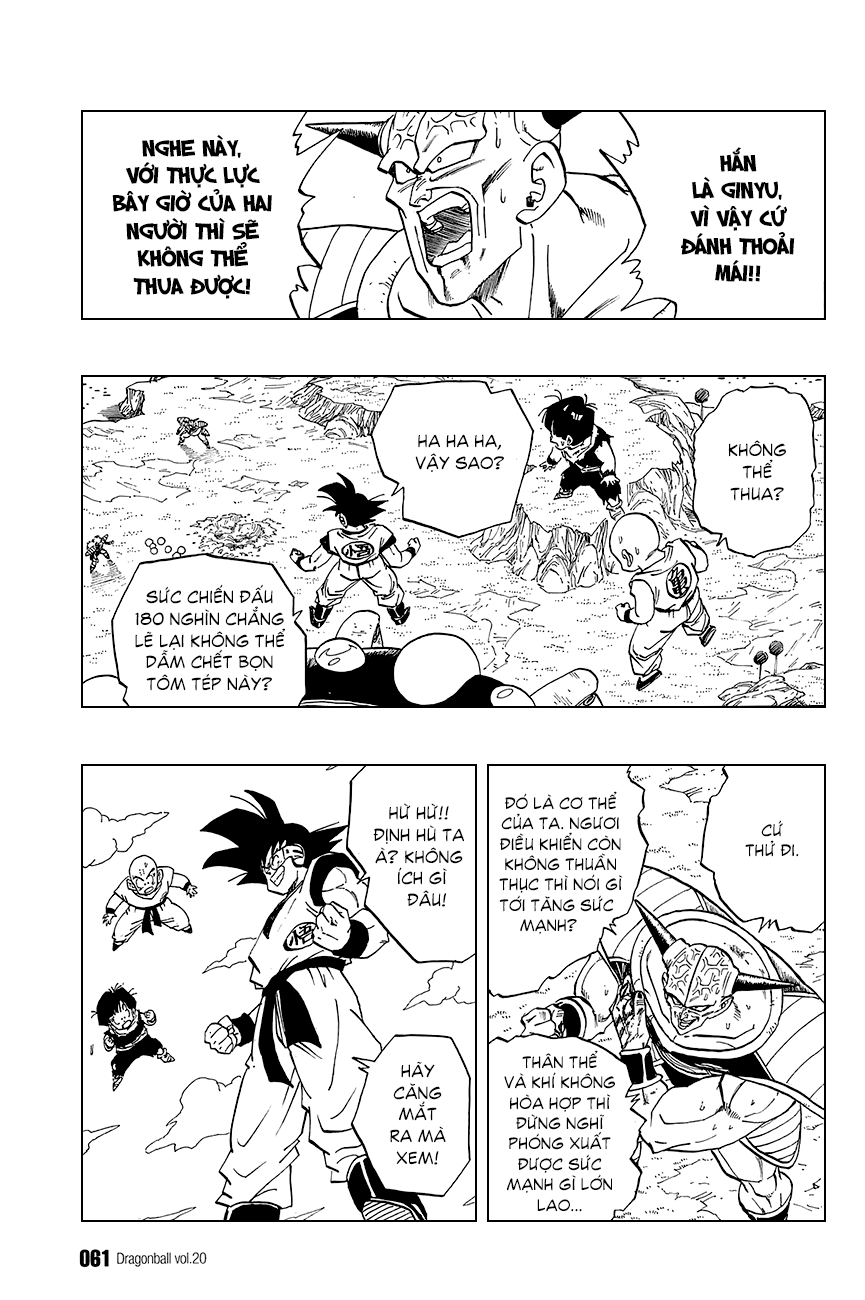 HẮN
LÀ GINYU,
VÌ VẬY CỨ
ĐÁNH THOẢI
MÁI!!
NGHE NÀY,
VỚI THỰC LỰC
BÂY GIỜ CỦA HAI
NGƯỜI THÌ SẼ
KHÔNG THỂ
THUA ĐƯỢC!
KHÔNG
THỂ
THUA?
HA HA HA,
VẬY SAO?
SỨC CHIẾN ĐẤU
180 NGHÌN CHẲNG
LẼ LẠI KHÔNG THỂ
DẦM CHẾT BỌN
TÔM TÉP NÀY?
CỨ
THỬ ĐI.
ĐÓ LÀ CƠ THỂ
CỦA TA. NGƯƠI
ĐIỀU KHIỂN CÒN
KHÔNG THUẦN
THỤC THÌ NÓI GÌ
TỚI TĂNG SỨC
MẠNH?
THÂN THỂ
VÀ KHÍ KHÔNG
HÒA HỢP THÌ
ĐỪNG NGHĨ
PHÓNG XUẤT
ĐƯỢC SỨC
MẠNH GÌ LỚN
LAO...
HỪ HỪ!!
ĐỊNH HÙ TA
À? KHÔNG
ÍCH GÌ
ĐÂU!
HÃY
CĂNG
MẮT
RA MÀ
XEM!
悟
061 Dragonball vol.20